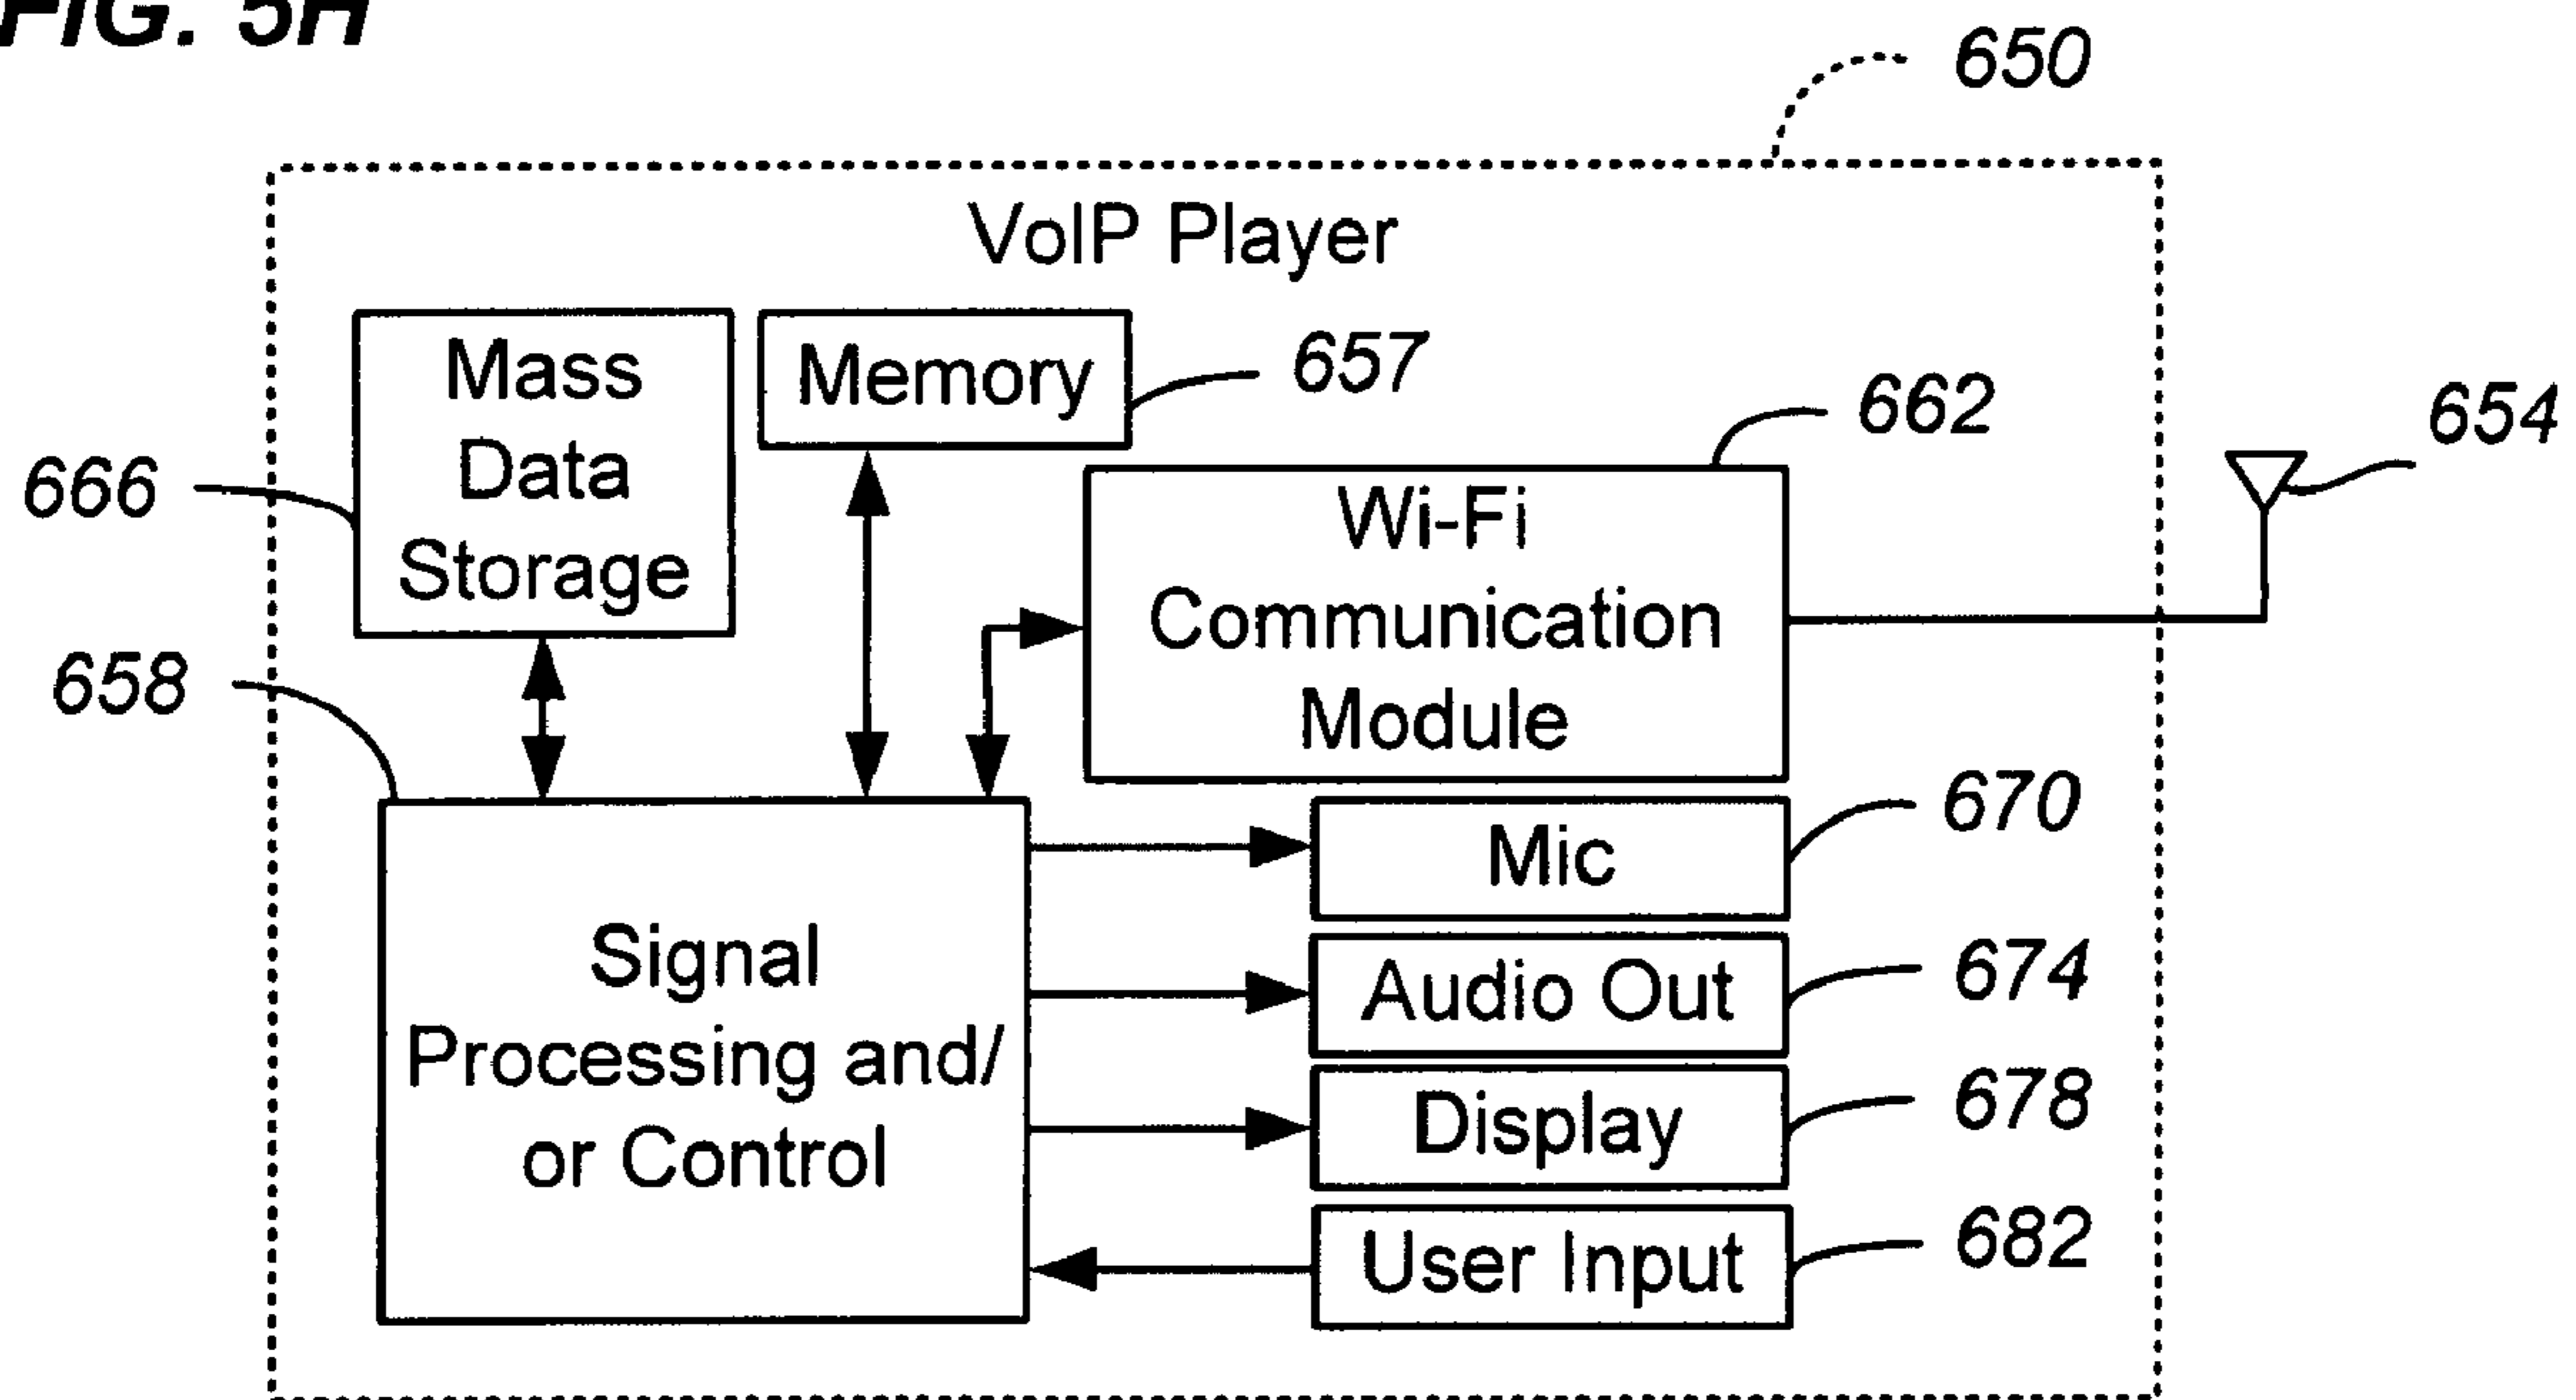 FIG. 5H
650
VoIP Player
Mass
Data
Storage
Memory
657
662
654
666
Wi-Fi
Communication
Module
658
670
Mic
Signal
Processing and/
or Control
674
Audio Out
678
Display
682
User Input